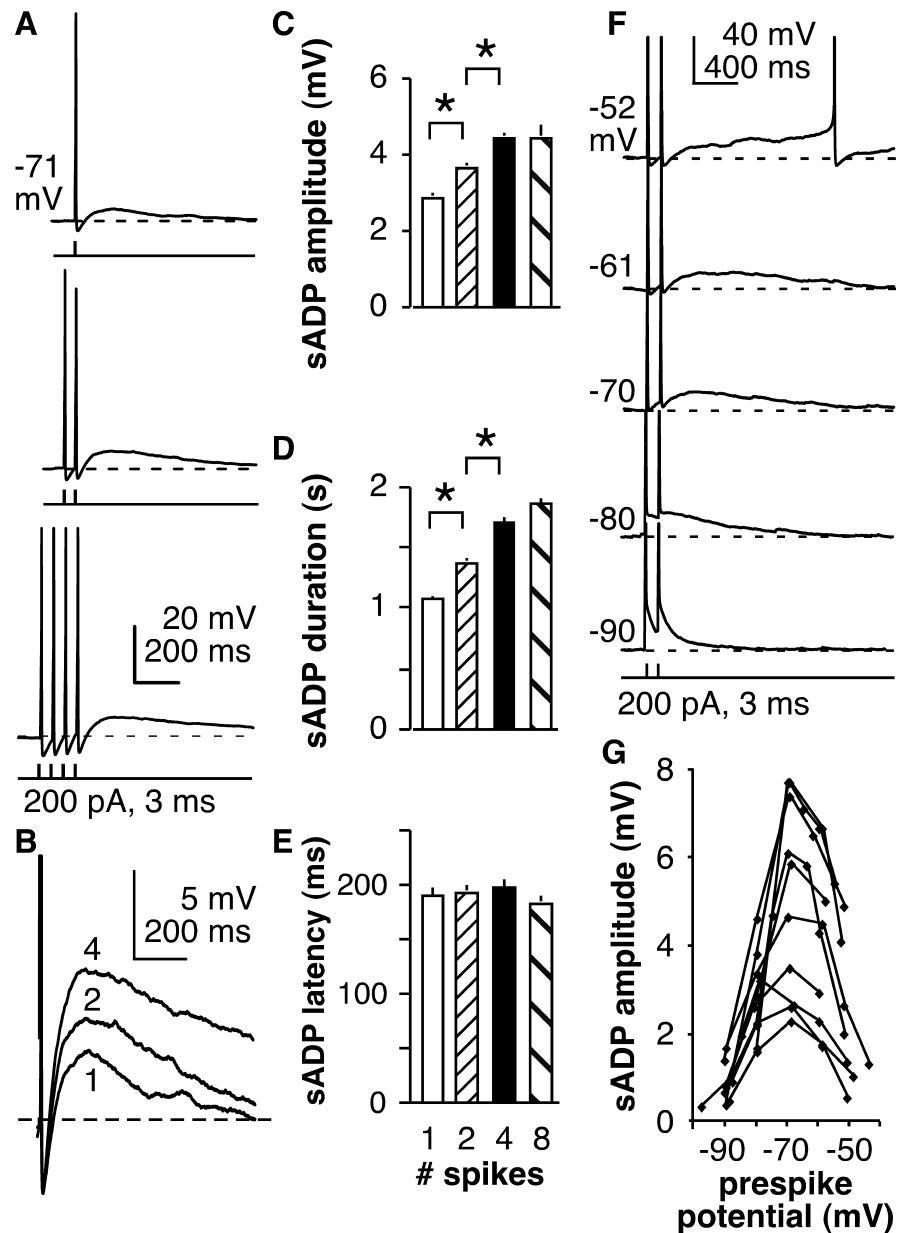 A
-71
mV
20 mV
200 ms
200 pA, 3 ms
B
5 mV
200 ms
4
2
1
C
sADP amplitude (mV)
6
4
2
0
*
*
D
sADP duration (s)
2
1
0
*
*
E
sADP latency (ms)
200
100
0
1 2 4 8
# spikes
F
40 mV
400 ms
-52
mV
-61
-70
-80
-90
200 pA, 3 ms
G
sADP amplitude (mV)
8
6
4
2
0
-90 -70 -50
prespike
potential (mV)